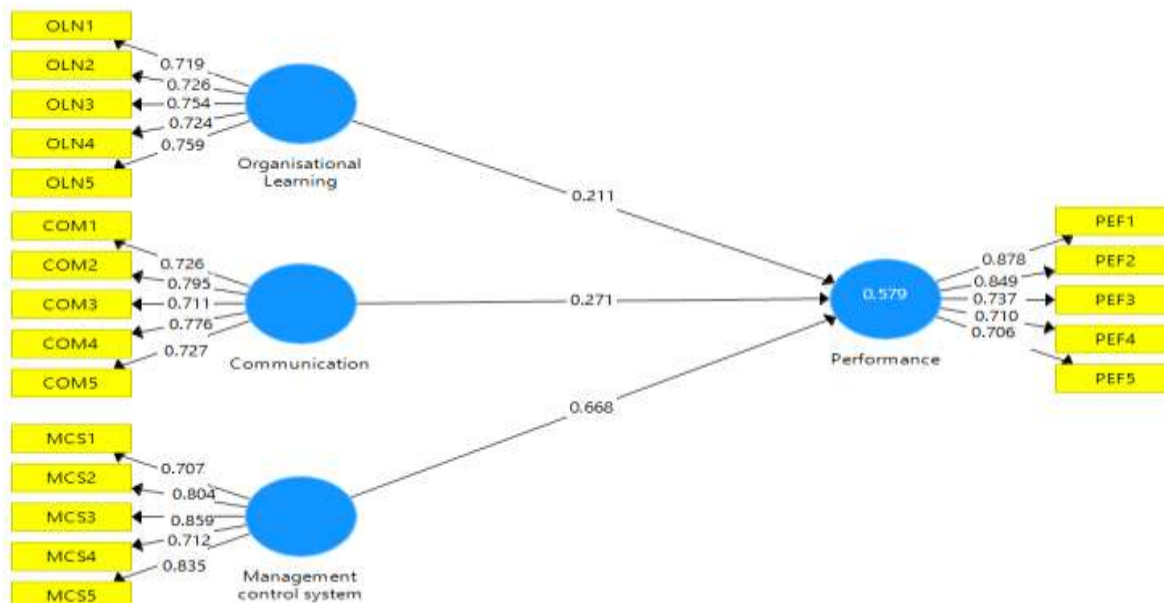 OLN1
OLN2
OLN3
OLN4
OLN5
0.719
0.726
0.754
0.724
0.759
Organisational
Learning
COM1
COM2
COM3
COM4
COM5
0.726
0.795
0.711
0.776
0.727
Communication
MCS1
MCS2
MCS3
MCS4
MCS5
0.707
0.804
0.859
0.712
0.835
Management
control system
0.211
0.271
0.668
0.579
Performance
0.878
0.849
0.737
0.710
0.706
PEF1
PEF2
PEF3
PEF4
PEF5